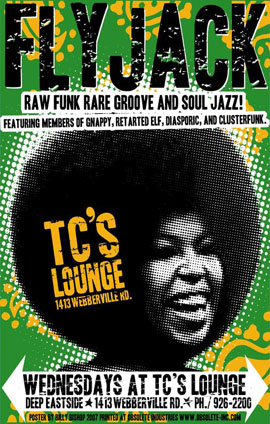 FLYJACK
RAW FUNK RARE GROOVE AND SOUL JAZZ!
FEATURING MEMBERS OF GNAPPY, RETARTED ELF, DIASPORIC, AND CLUSTERFUNK.
TC'S
LOUNGE
1413 WEBBERVILLE RD.
WEDNESDAYS AT TC'S LOUNGE
DEEP EASTSIDE ★ 1413 WEBBERVILLE RD. ★ PH./ 926-2200
POSTER BY BILLY BISHOP 2007 PRINTED AT OBSOLETE INDUSTRIES WWW.OBSOLETE-INC.COM